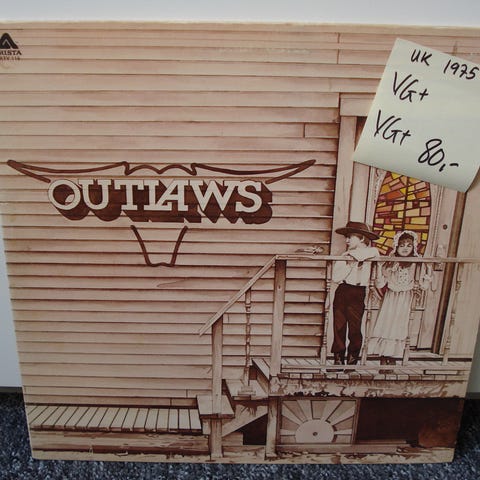 ARISTA
UK 1975
VG+
VG+ 80,-
OUTLAWS